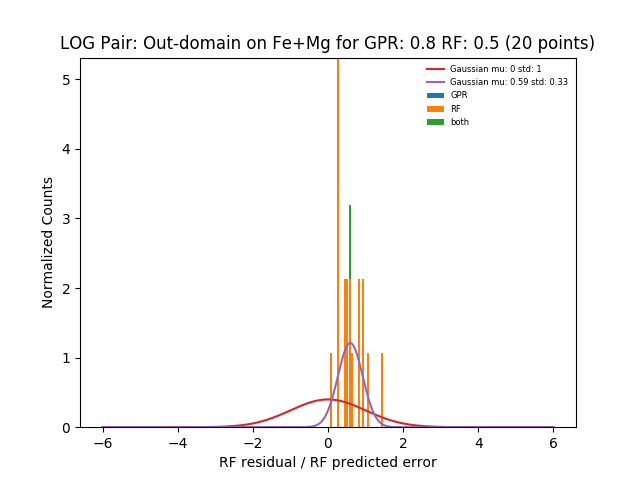 LOG Pair: Out-domain on Fe+Mg for GPR: 0.8 RF: 0.5 (20 points)
Gaussian mu: 0 std: 1
Gaussian mu: 0.59 std: 0.33
GPR
RF
both
Normalized Counts
5
4
3
2
1
0
−6
−4
−2
0
2
4
6
RF residual / RF predicted error